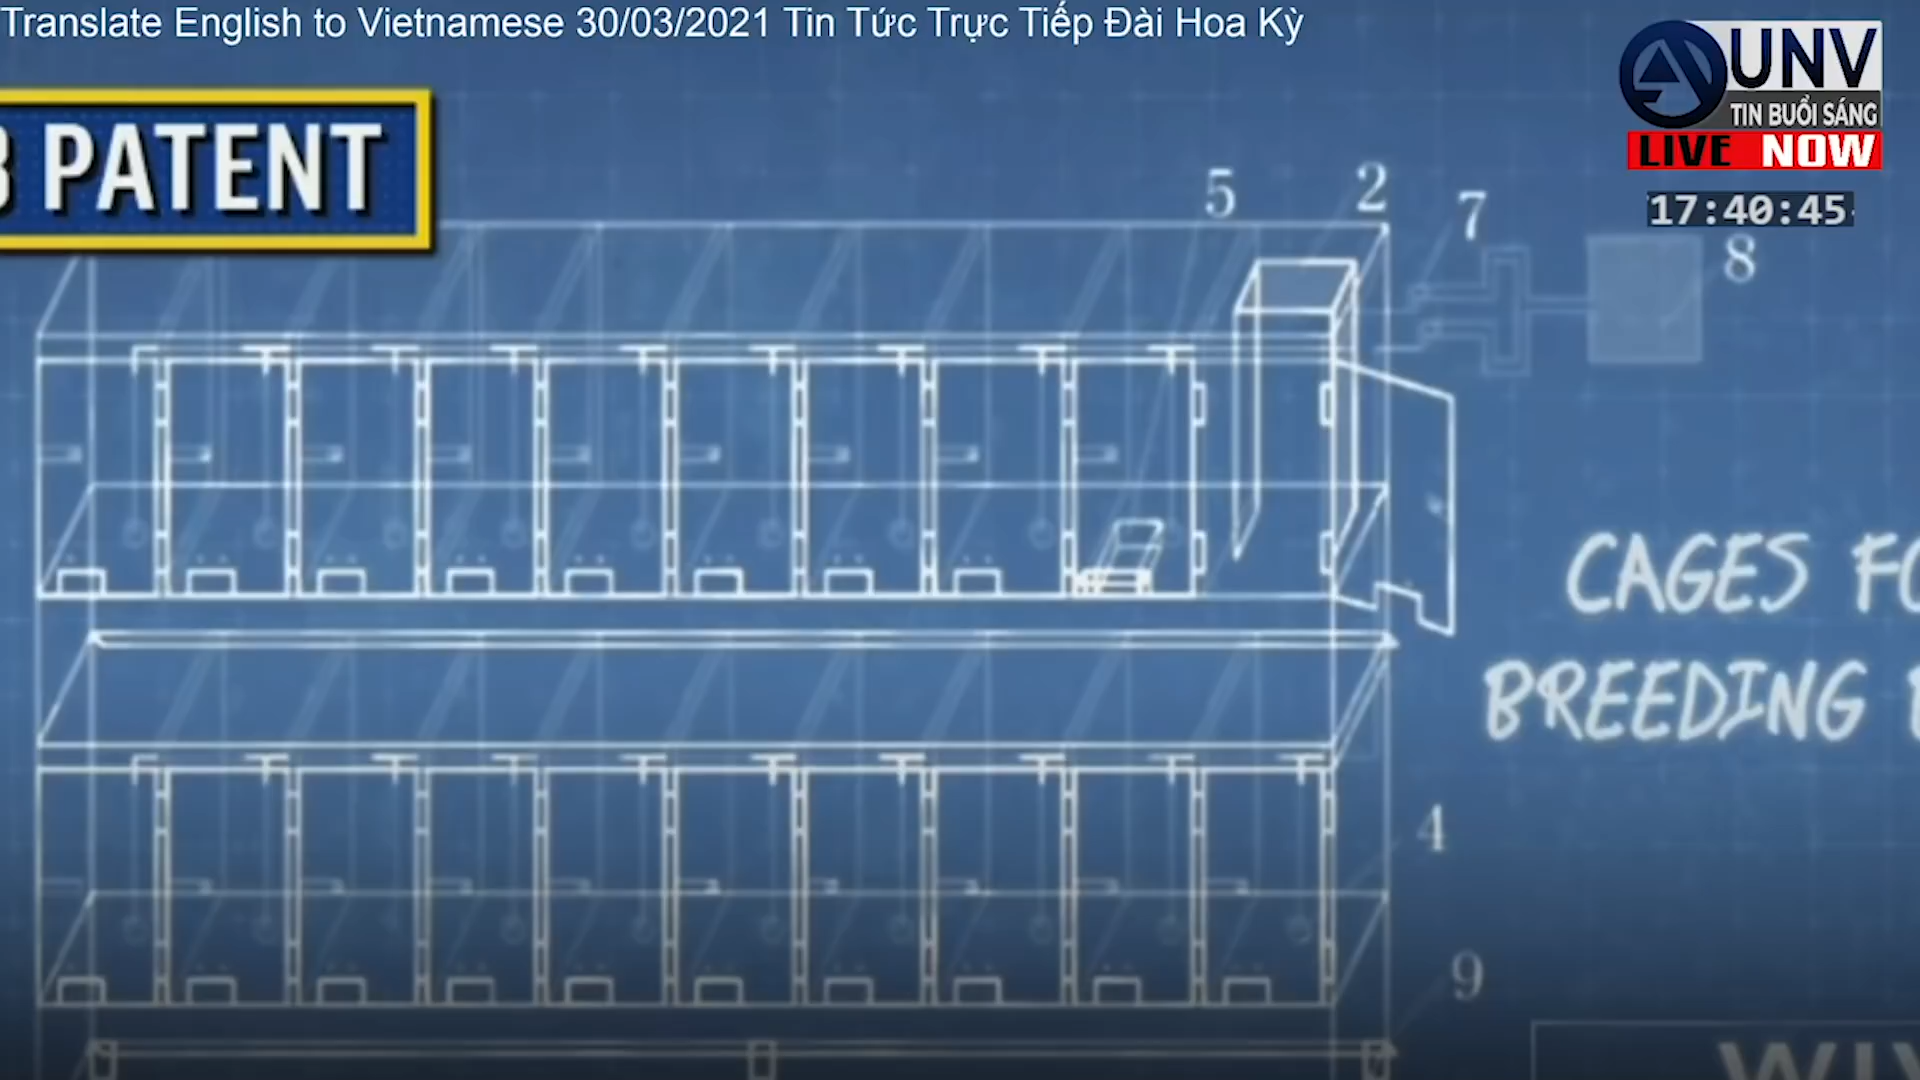 Translate English to Vietnamese 30/03/2021 Tin Tức Trực Tiếp Đài Hoa Kỳ
UNV
TIN BUỔI SÁNG
LIVE NOW
17:40:45
PATENT
5
2
7
8
CAGES
BREEDING
4
9